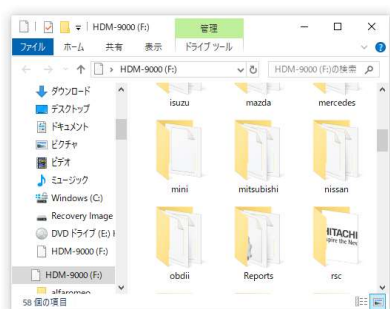 HDM-9000 (F:)
管理
ファイル ホーム 共有 表示 ドライブ ツール
HDM-9000 (F:)
HDM-9000 (F:)の検索
ダウンロード
デスクトップ
ドキュメント
ピクチャ
ビデオ
ミュージック
Windows (C:)
Recovery Image
DVD ドライブ (E:) H
HDM-9000 (F:)
HDM-9000 (F:)
alfaromeo
isuzu mazda mercedes
mini mitsubishi nissan
HITACHI
obdii Reports rsc
58 個の項目